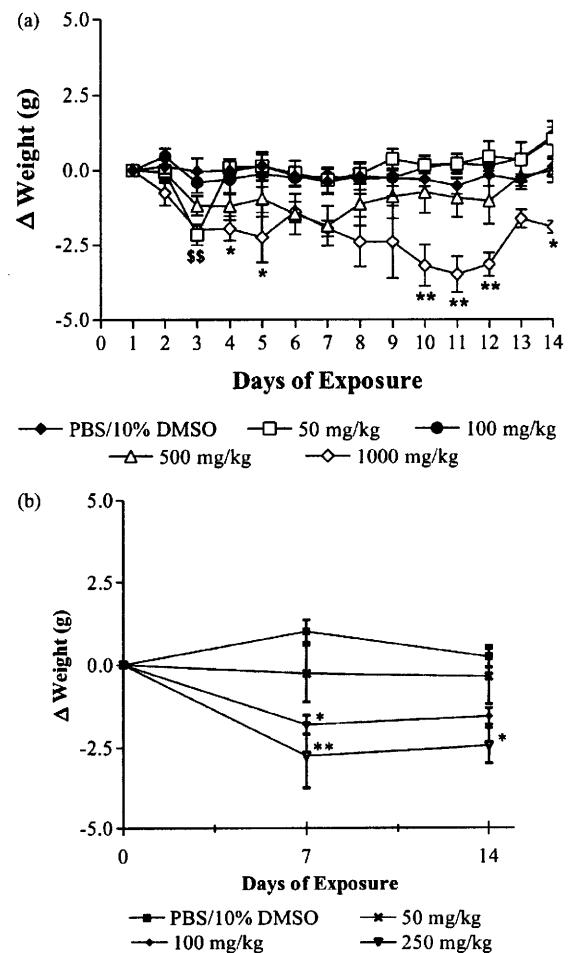 (a)
5.0
2.5
0.0
-2.5
-5.0
Δ Weight (g)
$$
*
*
**
**
**
*
0 1 2 3 4 5 6 7 8 9 10 11 12 13 14
Days of Exposure
PBS/10% DMSO 50 mg/kg 100 mg/kg
500 mg/kg 1000 mg/kg
(b)
5.0
2.5
0.0
-2.5
-5.0
Δ Weight (g)
*
**
*
0 7 14
Days of Exposure
PBS/10% DMSO 50 mg/kg
100 mg/kg 250 mg/kg